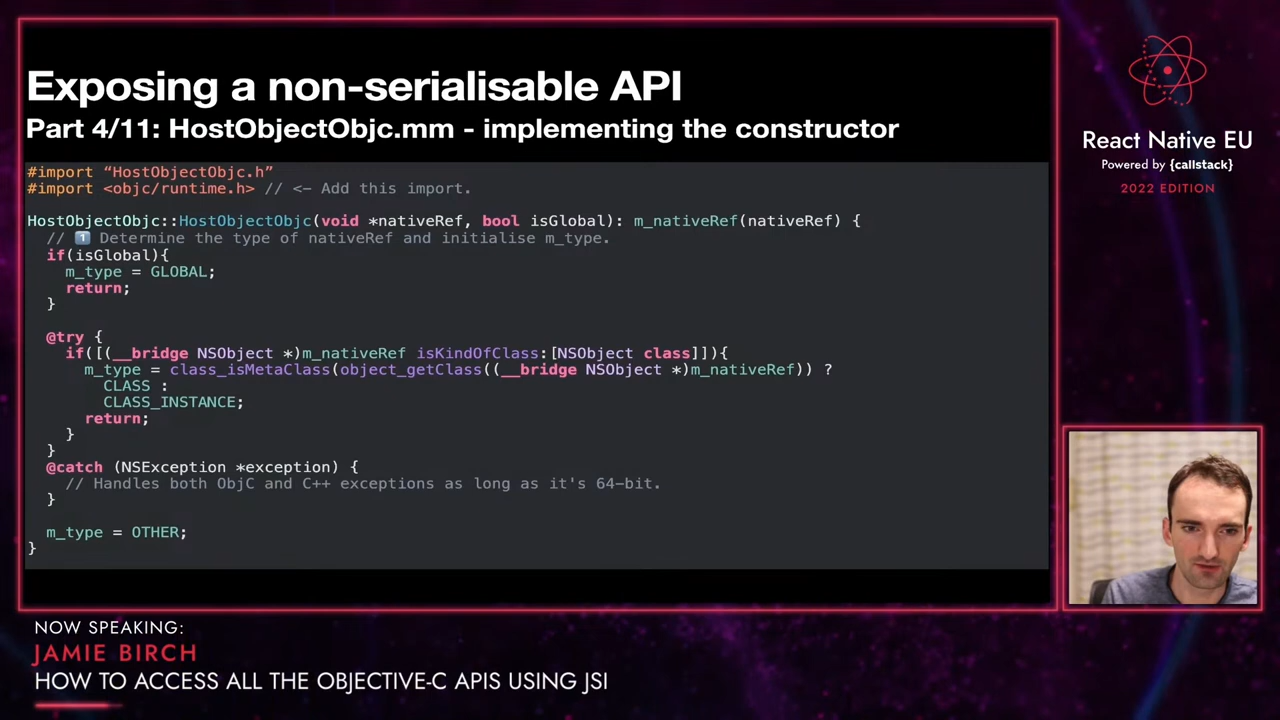 Exposing a non-serialisable API
Part 4/11: HostObjectObjc.mm - implementing the constructor
#import “HostObjectObjc.h”
#import <objc/runtime.h> // <- Add this import.
HostObjectObjc::HostObjectObjc(void *nativeRef, bool isGlobal): m_nativeRef(nativeRef) {
// 1️⃣ Determine the type of nativeRef and initialise m_type.
if(isGlobal){
m_type = GLOBAL;
return;
}
@try {
if([(__bridge NSObject *)m_nativeRef isKindOfClass:[NSObject class]]){
m_type = class_isMetaClass(object_getClass((__bridge NSObject *)m_nativeRef)) ?
CLASS :
CLASS_INSTANCE;
return;
}
}
@catch (NSException *exception) {
// Handles both ObjC and C++ exceptions as long as it's 64-bit.
}
m_type = OTHER;
}
React Native EU
Powered by {callstack}
2022 EDITION
NOW SPEAKING:
JAMIE BIRCH
HOW TO ACCESS ALL THE OBJECTIVE-C APIS USING JSI